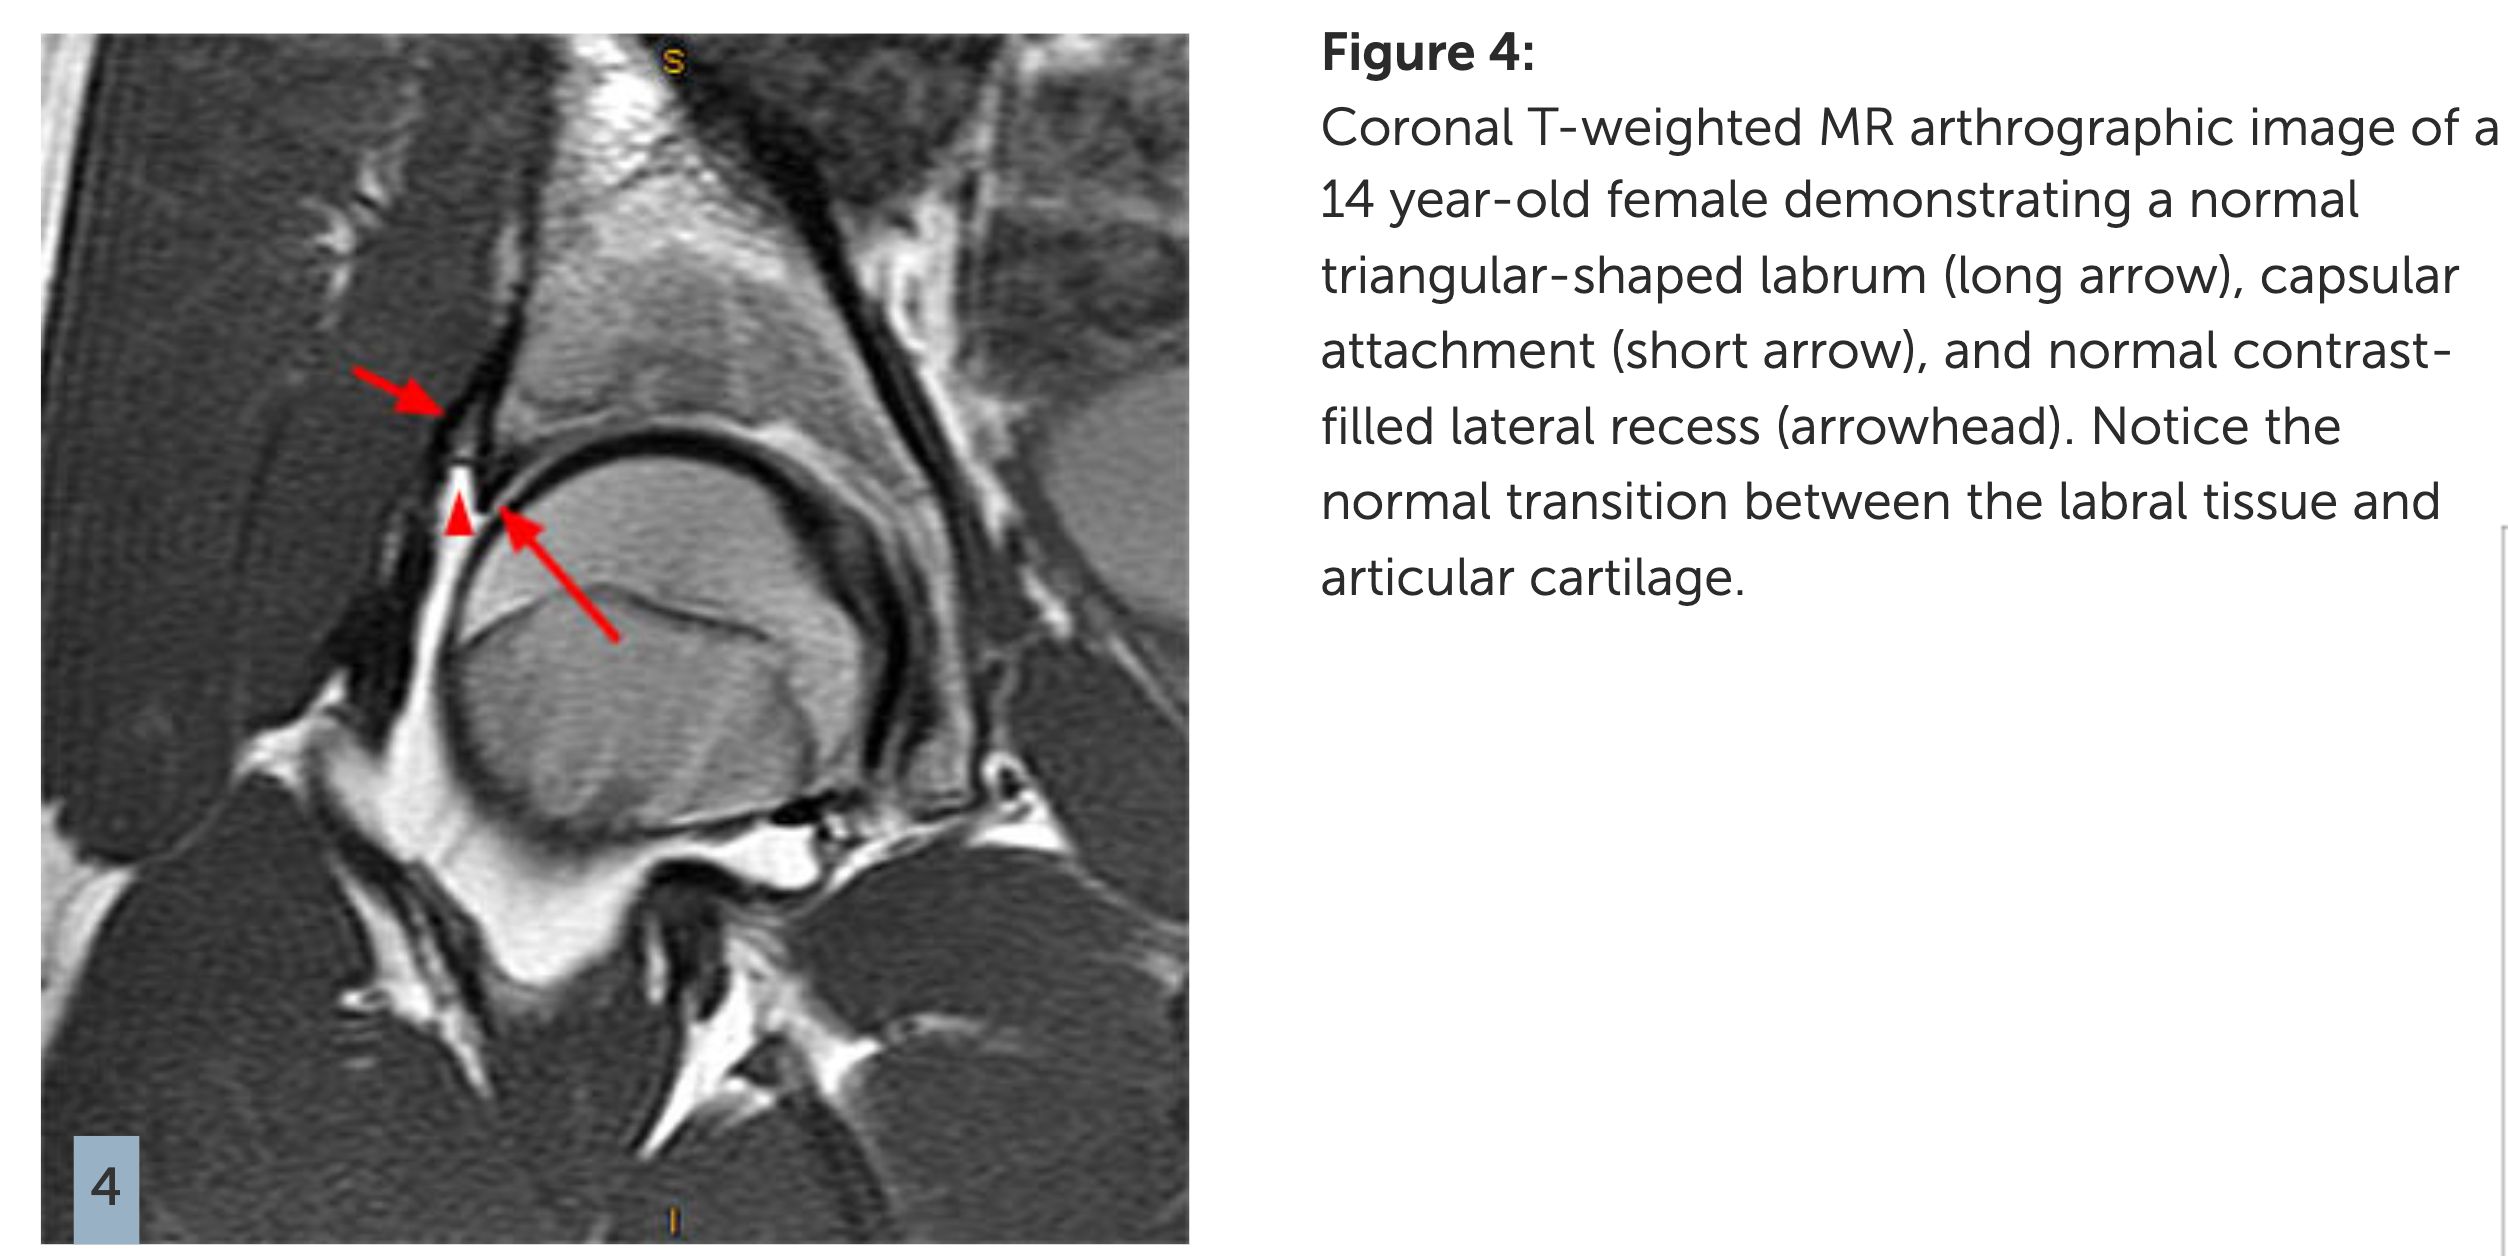 S
I
4
Figure 4:
Coronal T-weighted MR arthrographic image of a
14 year-old female demonstrating a normal
triangular-shaped labrum (long arrow), capsular
attachment (short arrow), and normal contrast-
filled lateral recess (arrowhead). Notice the
normal transition between the labral tissue and
articular cartilage.